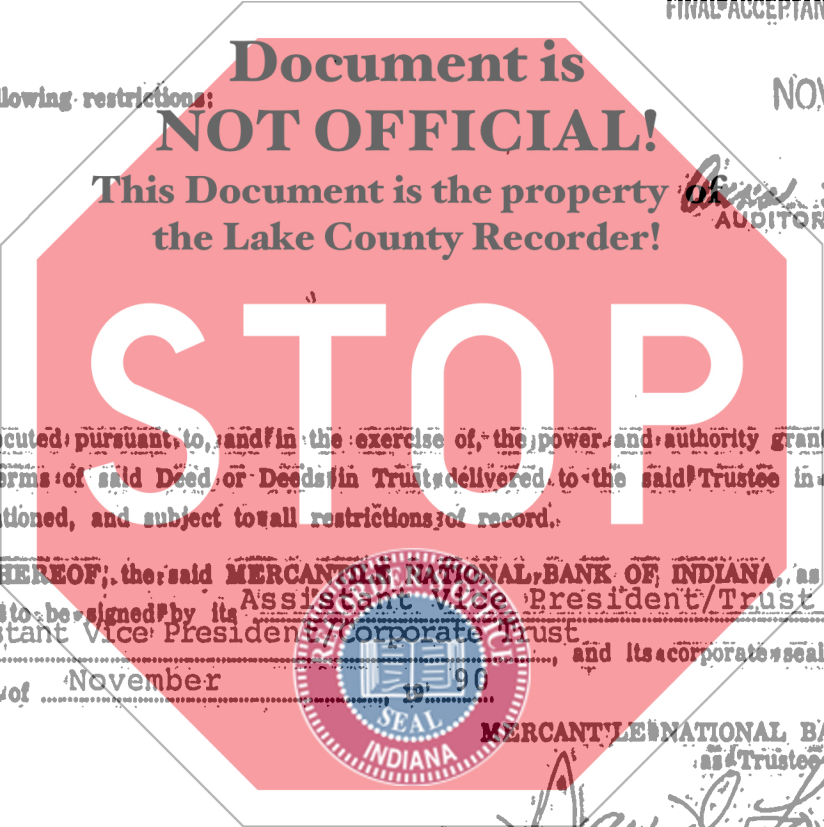 FINAL ACCEPTAN
Document is
llowing restrictions:
NOV
NOT OFFICIAL!
This Document is the property of
AUDITOR
the Lake County Recorder!
STOP
cuted pursuant to, and in the exercise of, the power and authority grant
erms of said Deed or Deeds in Trust delivered to the said Trustee in
tioned, and subject to all restrictions of record.
HEREOF, the said MERCANTILE NATIONAL BANK OF INDIANA, as
to be signed by its Assistant Vice President/Trust
stant Vice President/Corporate Trust
, and its corporate seal
of November 19 90
SEAL
INDIANA
MERCANTILE NATIONAL BA
as Trustee